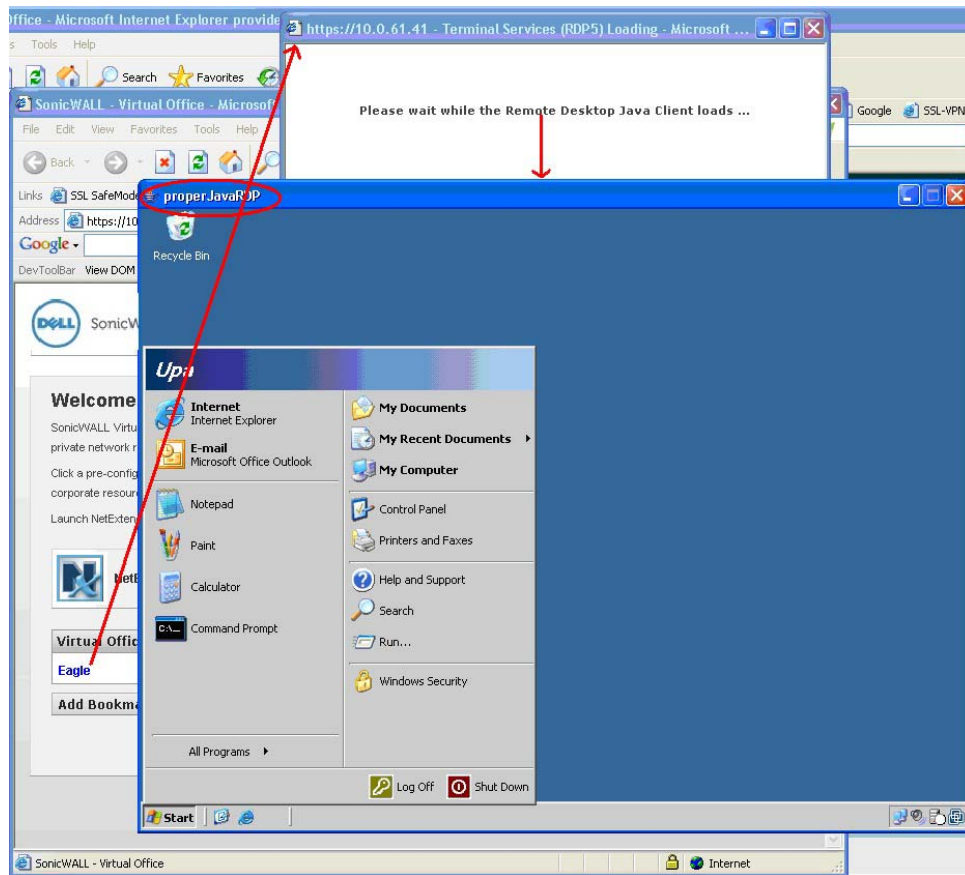 Office - Microsoft Internet Explorer provide
https://10.0.61.41 - Terminal Services (RDP5) Loading - Microsoft ...
s Tools Help
Search Favorites
Please wait while the Remote Desktop Java Client loads ...
SonicWALL - Virtual Office - Microsoft
Google SSL-VPN
File Edit View Favorites Tools Help
Back
Links SSL SafeMode
properJavaRDP
Address https://10
Google
Recycle Bin
DevToolBar View DOM
DELL SonicW
Upa
Welcome
SonicWALL Virtu
private network r
Click a pre-config
corporate resour
Launch NetExten
NetE
Virtual Offic
Eagle
Add Bookma
Internet
Internet Explorer
E-mail
Microsoft Office Outlook
Notepad
Paint
Calculator
C:\_ Command Prompt
All Programs
My Documents
My Recent Documents
My Computer
Control Panel
Printers and Faxes
Help and Support
Search
Run...
Windows Security
Log Off Shut Down
Start
SonicWALL - Virtual Office
Internet